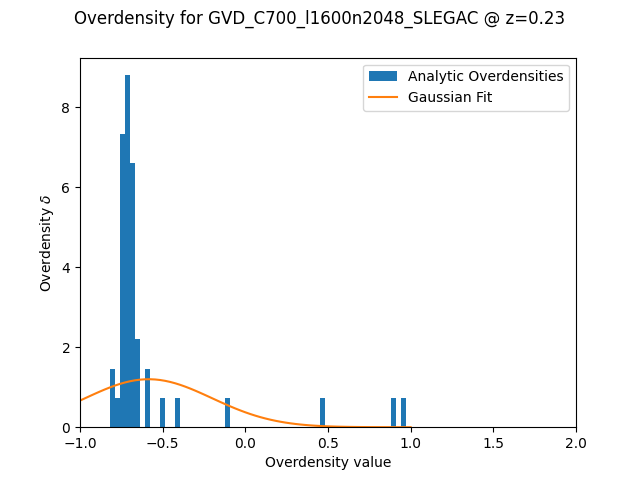 Overdensity for GVD_C700_l1600n2048_SLEGAC @ z=0.23
Analytic Overdensities
Gaussian Fit
Overdensity δ
8
6
4
2
0
−1.0
−0.5
0.0
0.5
1.0
1.5
2.0
Overdensity value